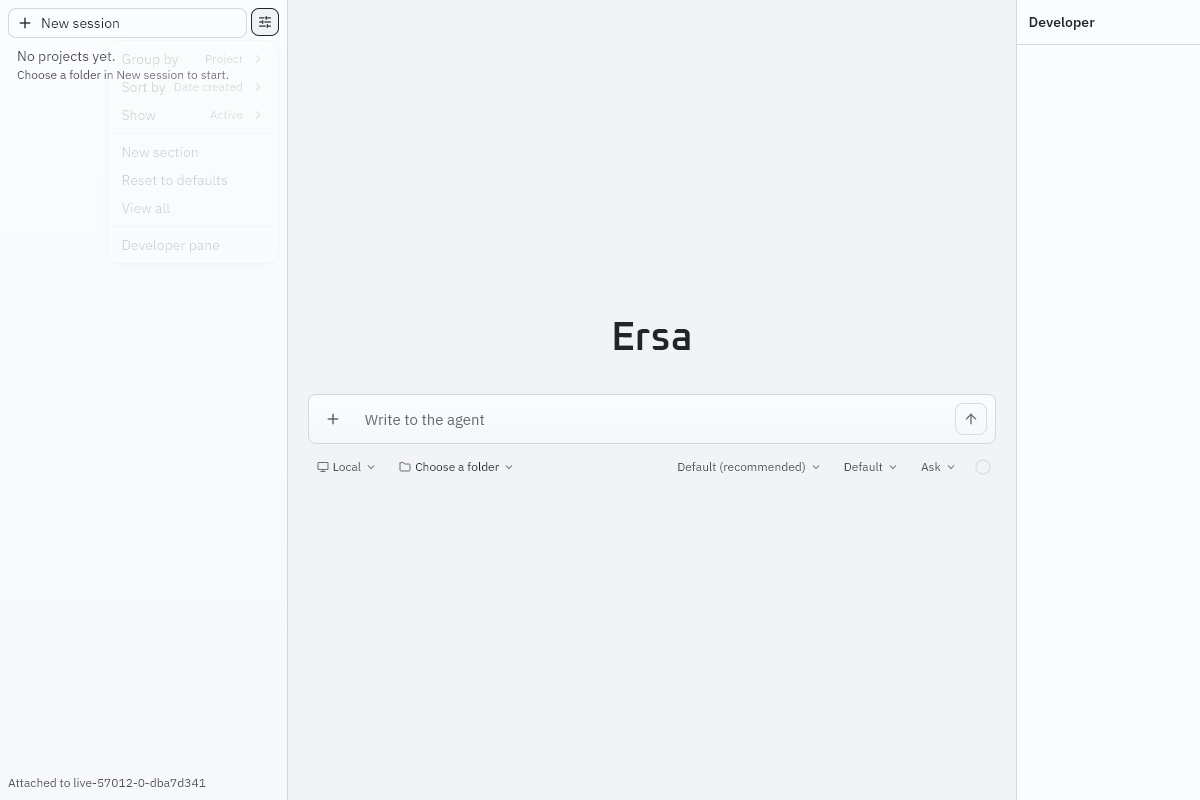 New session
No projects yet.
Choose a folder in New session to start.
Group by Project
Sort by Date created
Show Active
New section
Reset to defaults
View all
Developer pane
Attached to live-57012-0-dba7d341
Ersa
Write to the agent
Local Choose a folder Default (recommended) Default Ask
Developer